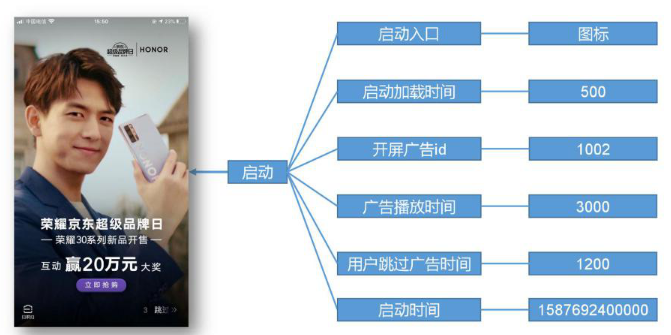 中国移动
16:50
23%
超级品牌日
HONOR
HONOR
荣耀京东超级品牌日
— 荣耀30系列新品开售 —
互动 赢20万元 大奖
立即抢购
3 跳过 >>
启动
启动入口
图标
启动加载时间
500
开屏广告id
1002
广告播放时间
3000
用户跳过广告时间
1200
启动时间
1587692400000